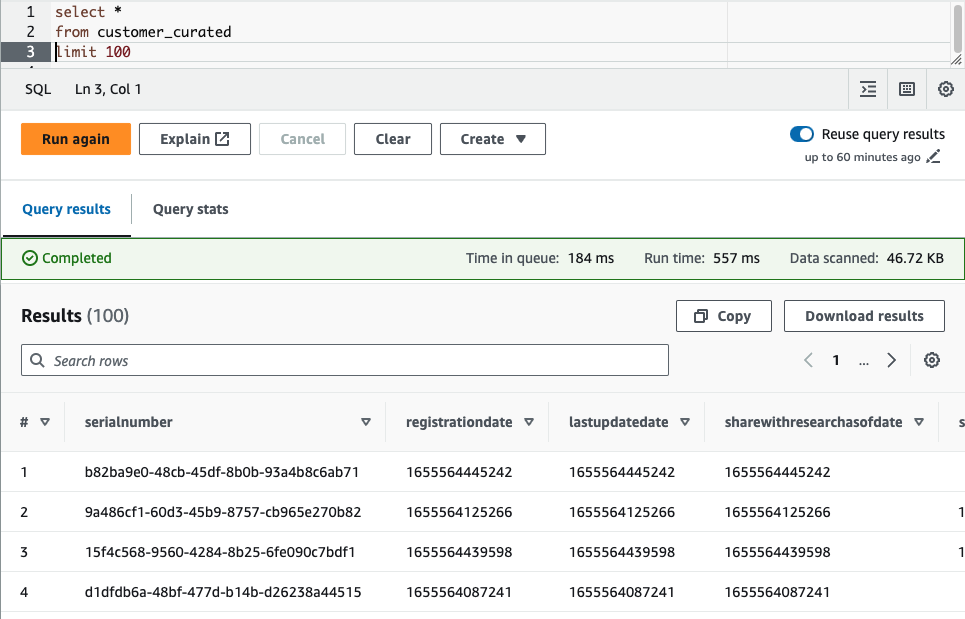 1 select *
2 from customer_curated
3 limit 100
SQL Ln 3, Col 1
Run again Explain Cancel Clear Create Reuse query results
up to 60 minutes ago
Query results Query stats
Completed Time in queue: 184 ms Run time: 557 ms Data scanned: 46.72 KB
Results (100) Copy Download results
Search rows 1 ...
# serialnumber registrationdate lastupdatedate sharewithresearchasofdate s
1 b82ba9e0-48cb-45df-8b0b-93a4b8c6ab71 1655564445242 1655564445242 1655564445242
2 9a486cf1-60d3-45b9-8757-cb965e270b82 1655564125266 1655564125266 1655564125266 1
3 15f4c568-9560-4284-8b25-6fe090c7bdf1 1655564439598 1655564439598 1655564439598 1
4 d1dfdb6a-48bf-477d-b14b-d26238a44515 1655564087241 1655564087241 1655564087241